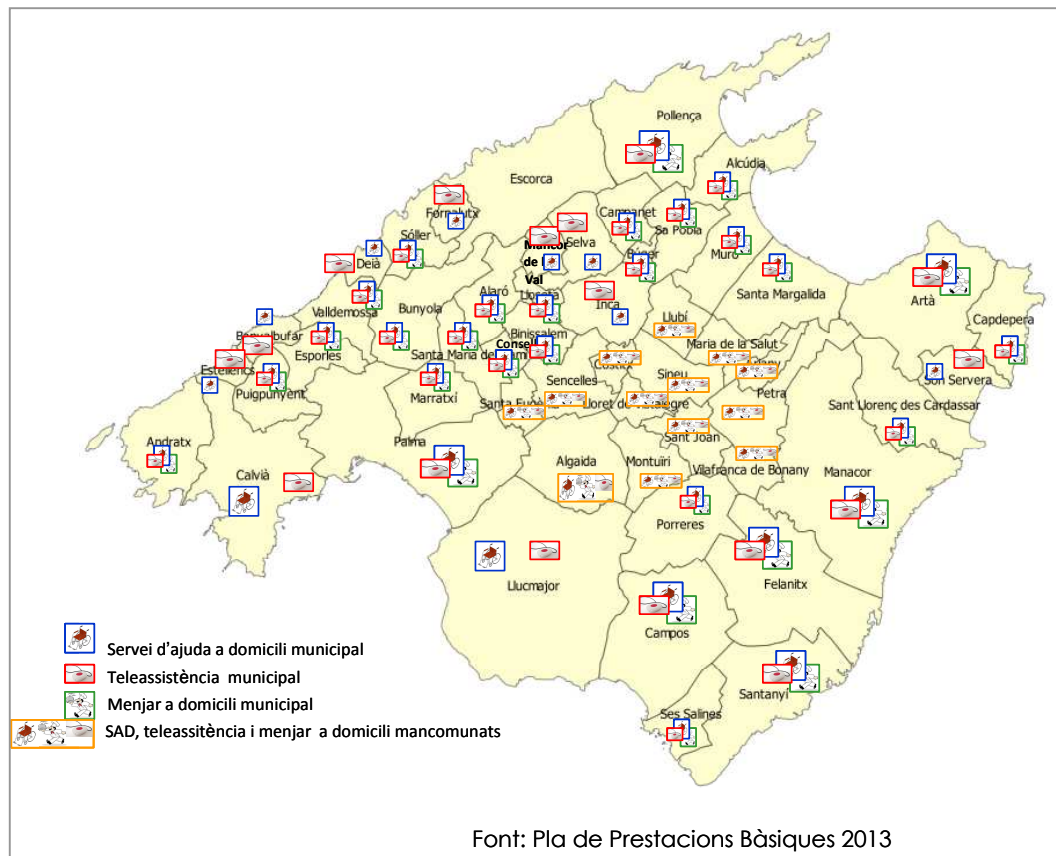 Pollença
Alcúdia
Escorca
Fornalutx
Campanet
Sa Pobla
Sóller
Selva
Muro
Mancor
de l
Val
Búger
Deià
Santa Margalida
Artà
Alaró
Lloseta
Inca
Valldemossa
Bunyola
Llubí
Capdepera
Banyalbufar
Binissalem
Maria de la Salut
Esporles
Santa Maria del Camí
Consell
Costitx
Ariany
Estellencs
Sineu
Son Servera
Puigpunyent
Sencelles
Petra
Marratxí
Santa Eugènia
Lloret de Vistalegre
Sant Llorenç des Cardassar
Sant Joan
Andratx
Palma
Algaida
Montuïri
Vilafranca de Bonany
Manacor
Calvià
Porreres
Llucmajor
Felanitx
Campos
Santanyí
Ses Salines
Servei d'ajuda a domicili municipal
Teleassistència municipal
Menjar a domicili municipal
SAD, teleassitència i menjar a domicili mancomunats
Font: Pla de Prestacions Bàsiques 2013